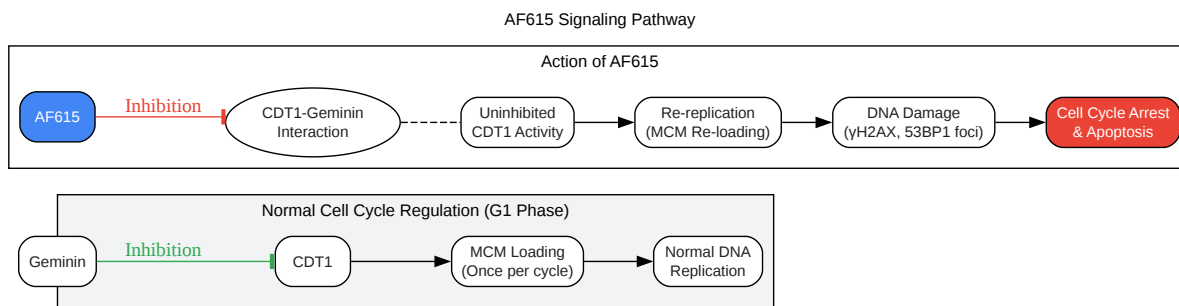 AF615 Signaling Pathway
Action of AF615
AF615
Inhibition
CDT1-Geminin
Interaction
Uninhibited
CDT1 Activity
Re-replication
(MCM Re-loading)
DNA Damage
(γH2AX, 53BP1 foci)
Cell Cycle Arrest
& Apoptosis
Normal Cell Cycle Regulation (G1 Phase)
Geminin
Inhibition
CDT1
MCM Loading
(Once per cycle)
Normal DNA
Replication